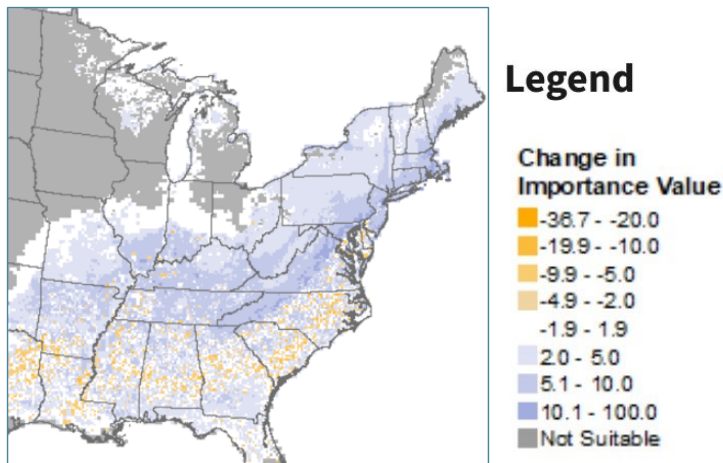 Legend
Change in
Importance Value
-36.7 - -20.0
-19.9 - -10.0
-9.9 - -5.0
-4.9 - -2.0
-1.9 - 1.9
2.0 - 5.0
5.1 - 10.0
10.1 - 100.0
Not Suitable